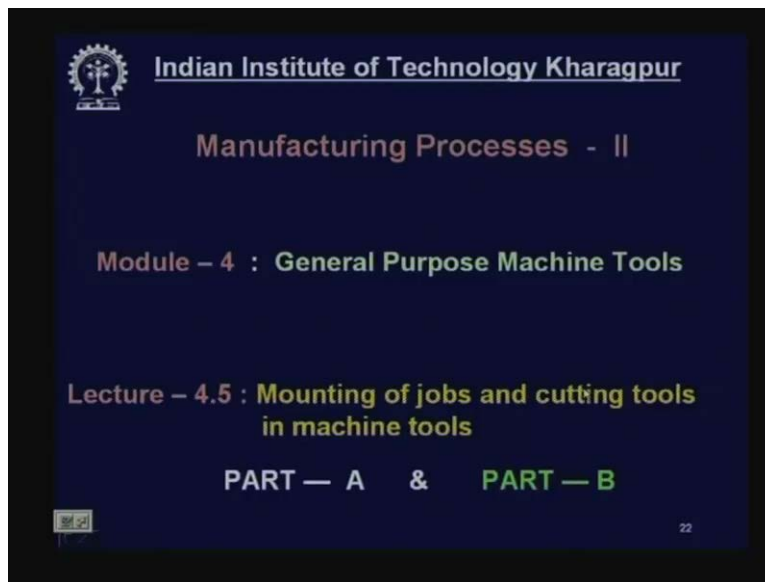 Indian Institute of Technology Kharagpur
Manufacturing Processes - II
Module – 4 : General Purpose Machine Tools
Lecture – 4.5 : Mounting of jobs and cutting tools
in machine tools
PART — A & PART — B
22